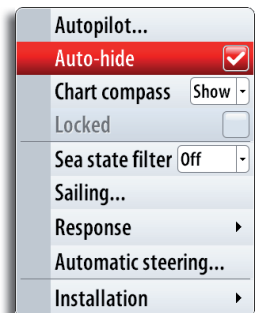 Autopilot...
Auto-hide
Chart compass Show
Locked
Sea state filter Off
Sailing...
Response
Automatic steering...
Installation